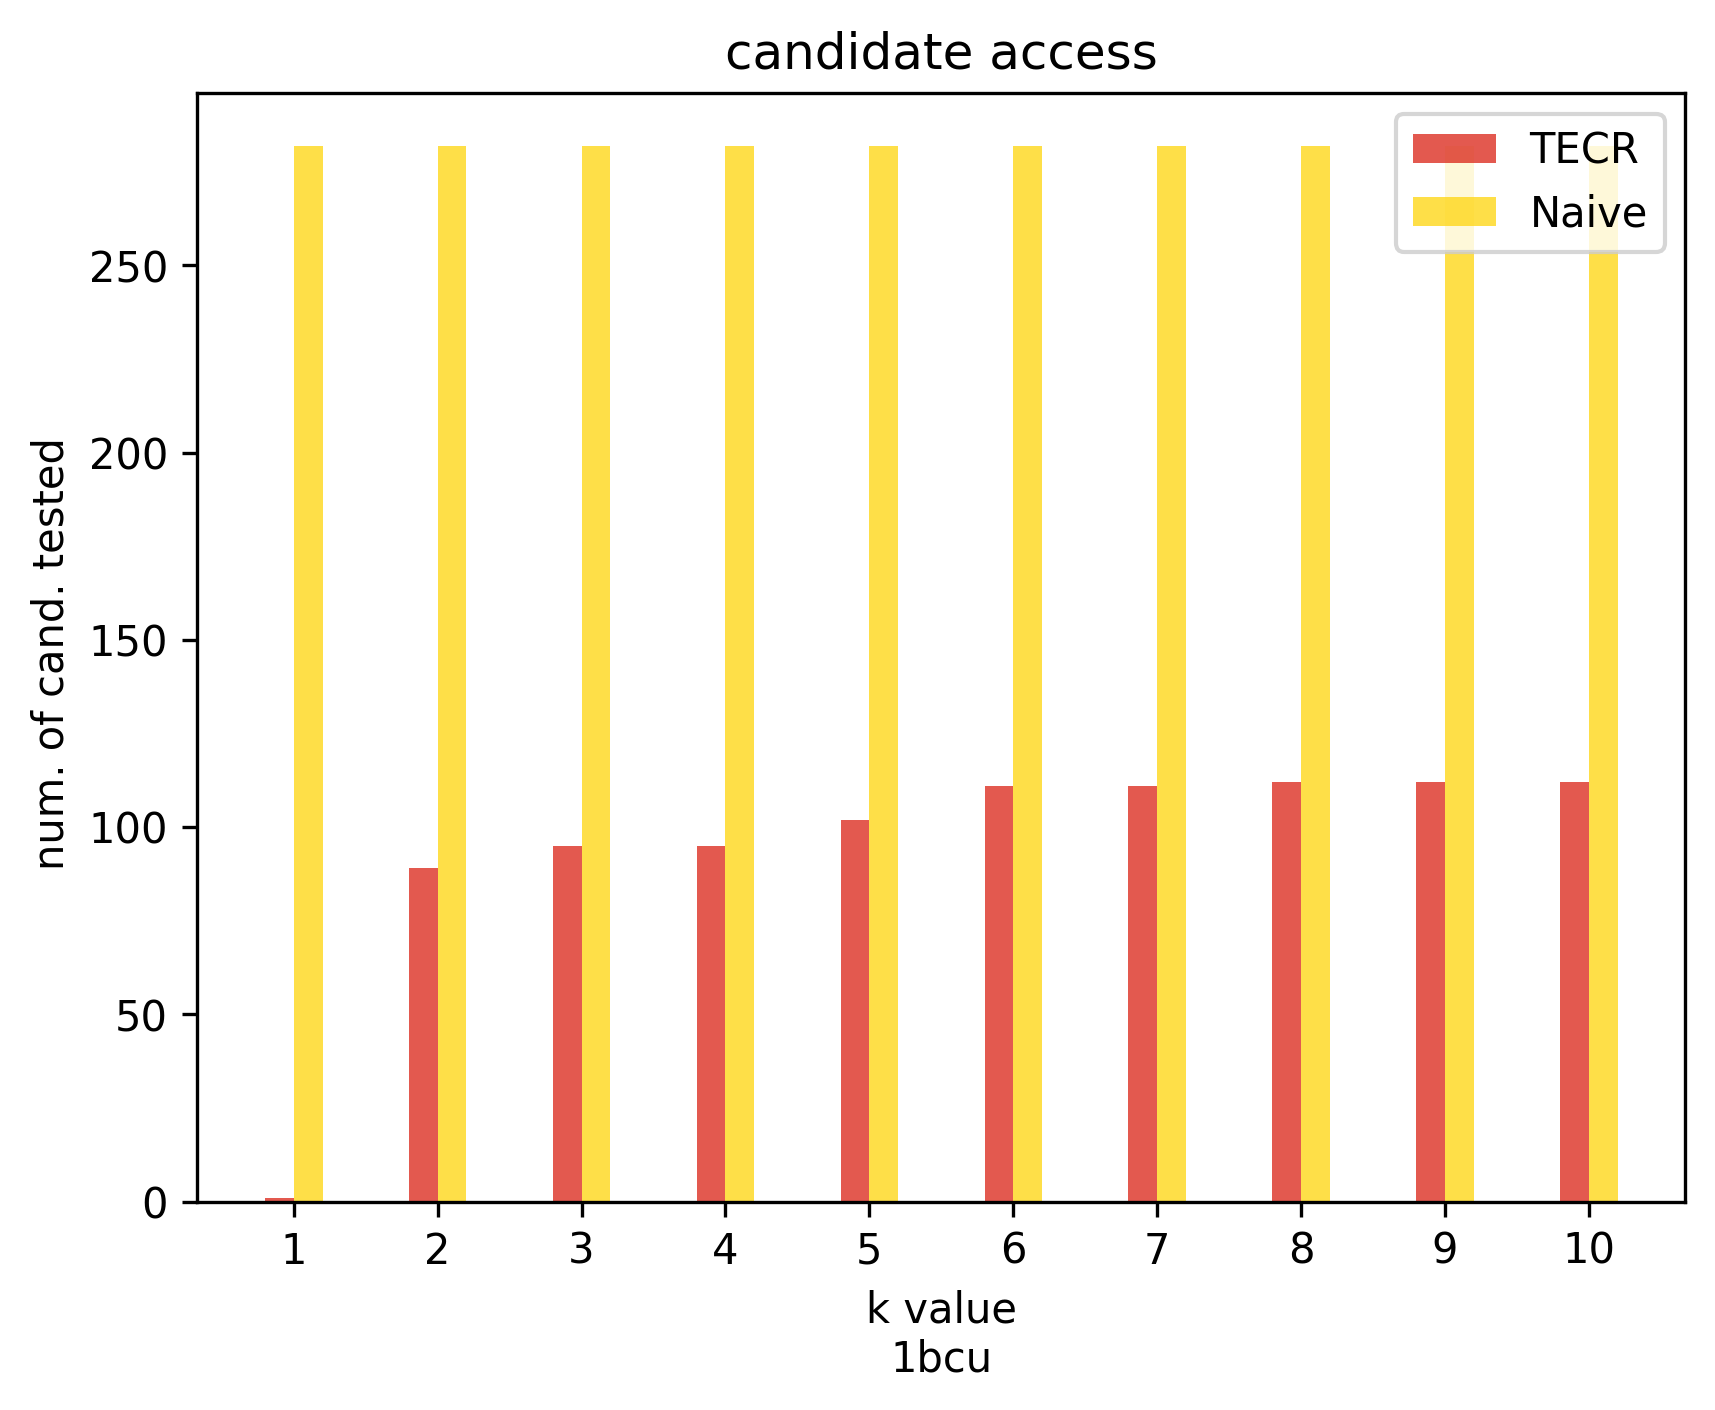 candidate access
TECR
Naive
num. of cand. tested
250
200
150
100
50
0
1 2 3 4 5 6 7 8 9 10
k value
1bcu